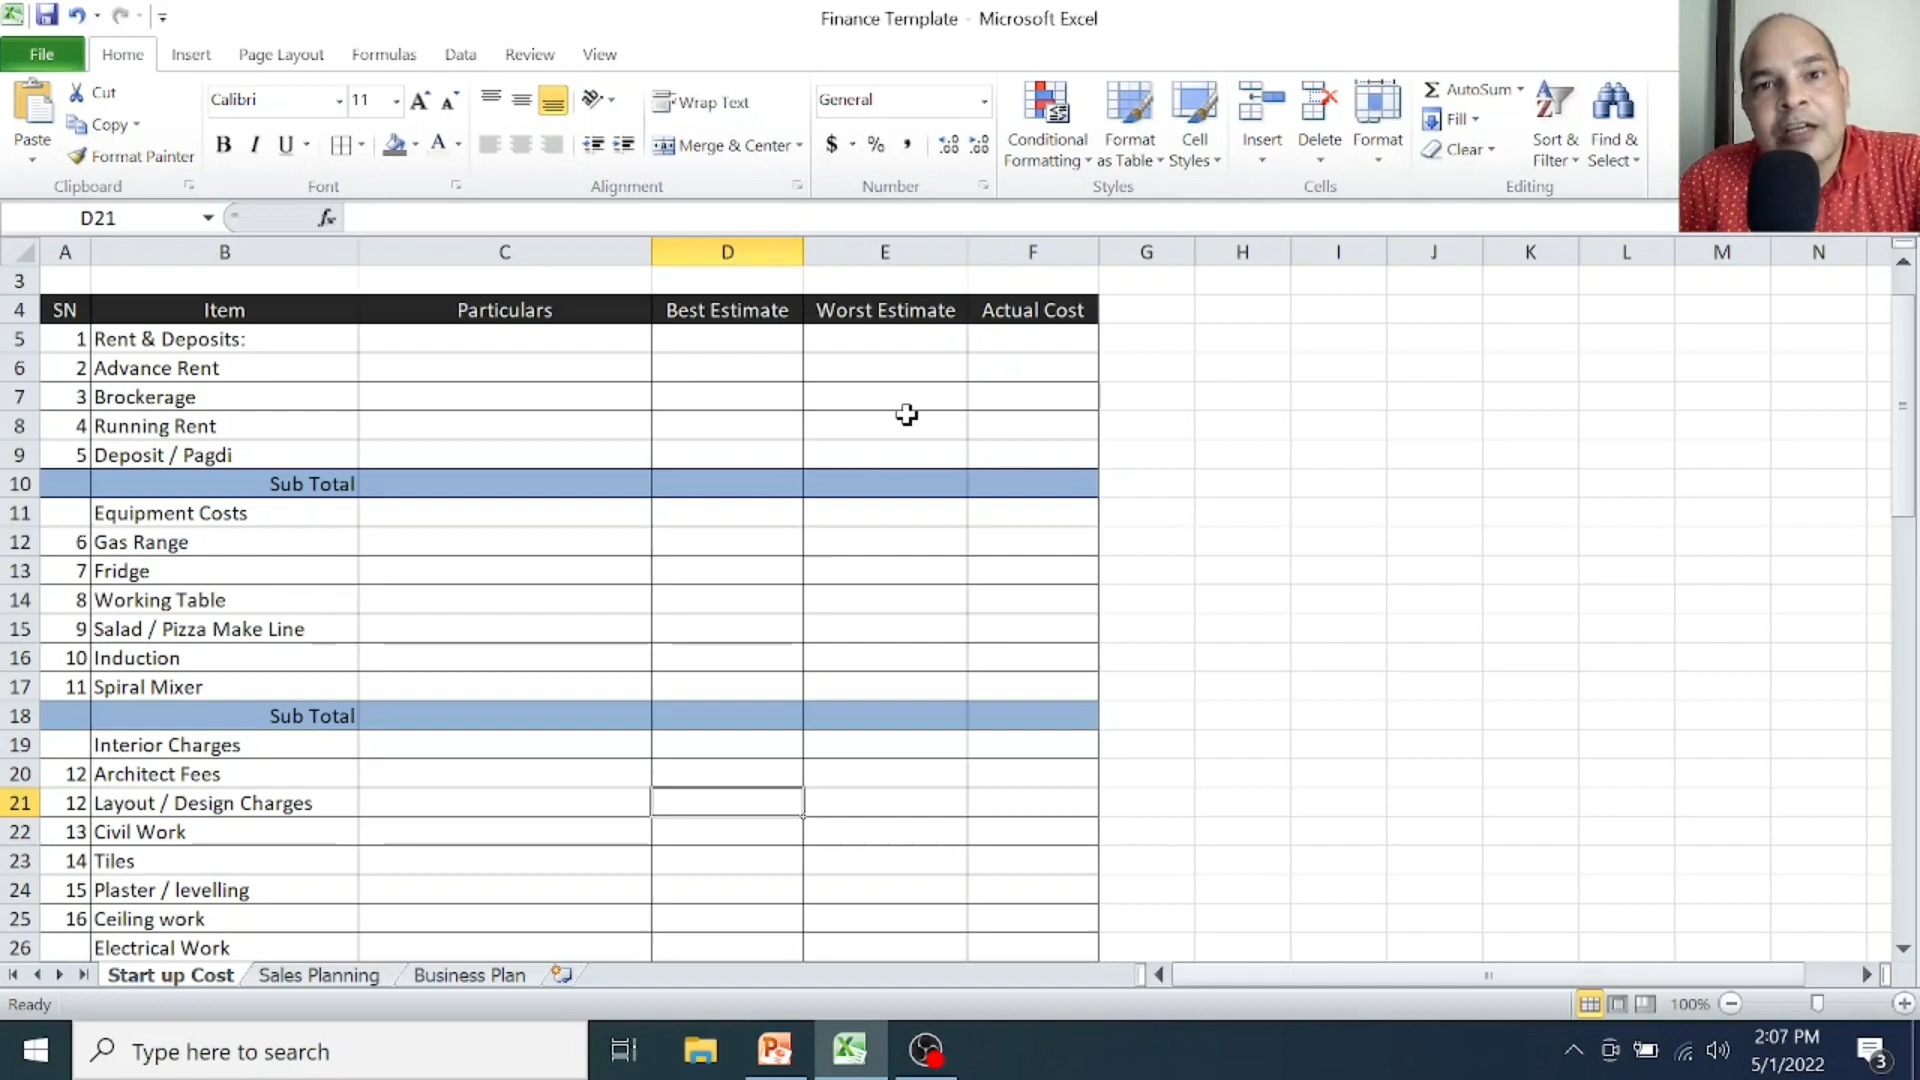 Finance Template - Microsoft Excel
File Home Insert Page Layout Formulas Data Review View
Paste Cut Copy Format Painter
Calibri 11
B I U A
Wrap Text
Merge & Center
General
$ % ,
Conditional Formatting
Format as Table
Cell Styles
Insert Delete Format
AutoSum
Fill
Clear
Sort & Filter
Find & Select
Clipboard Font Alignment Number Styles Cells Editing
D21 fx
A B C D E F G H I J K L M N
3
4 SN Item Particulars Best Estimate Worst Estimate Actual Cost
5 1 Rent & Deposits:
6 2 Advance Rent
7 3 Brockerage
8 4 Running Rent
9 5 Deposit / Pagdi
10 Sub Total
11 Equipment Costs
12 6 Gas Range
13 7 Fridge
14 8 Working Table
15 9 Salad / Pizza Make Line
16 10 Induction
17 11 Spiral Mixer
18 Sub Total
19 Interior Charges
20 12 Architect Fees
21 12 Layout / Design Charges
22 13 Civil Work
23 14 Tiles
24 15 Plaster / levelling
25 16 Ceiling work
26 Electrical Work
Start up Cost Sales Planning Business Plan
Ready 100%
Type here to search
2:07 PM
5/1/2022
3